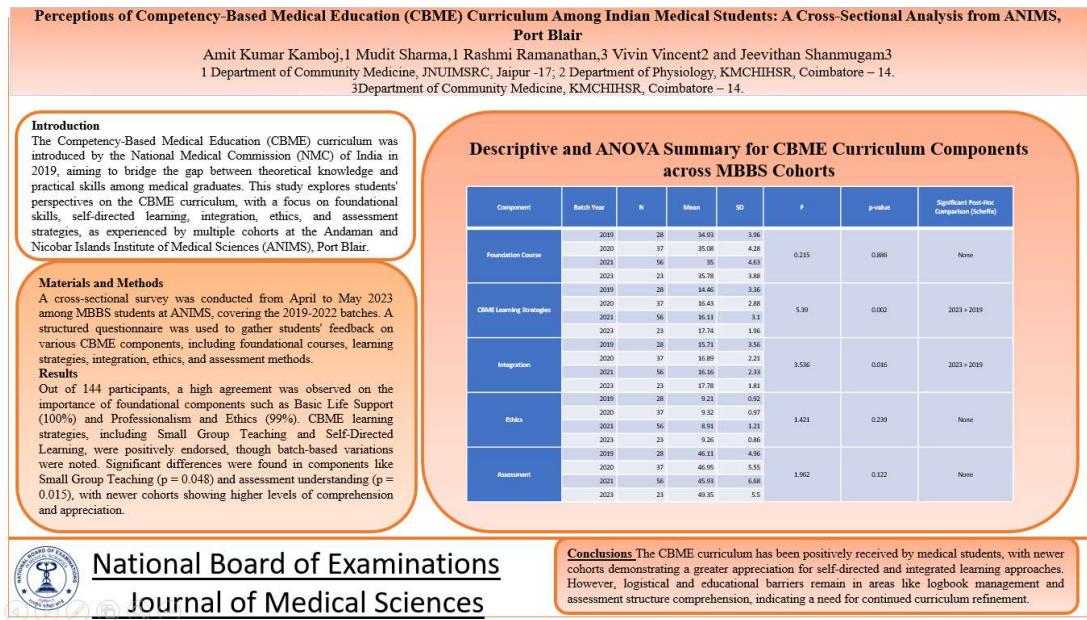 Perceptions of Competency-Based Medical Education (CBME) Curriculum Among Indian Medical Students: A Cross-Sectional Analysis from ANIMS,
Port Blair
Amit Kumar Kamboj,1 Mudit Sharma,1 Rashmi Ramanathan,3 Vivin Vincent2 and Jeevithan Shanmugam3
1 Department of Community Medicine, JNUIMSRC, Jaipur -17; 2 Department of Physiology, KMCHIHSR, Coimbatore – 14.
3Department of Community Medicine, KMCHIHSR, Coimbatore – 14.
Introduction
The Competency-Based Medical Education (CBME) curriculum was
introduced by the National Medical Commission (NMC) of India in
2019, aiming to bridge the gap between theoretical knowledge and
practical skills among medical graduates. This study explores students'
perspectives on the CBME curriculum, with a focus on foundational
skills, self-directed learning, integration, ethics, and assessment
strategies, as experienced by multiple cohorts at the Andaman and
Nicobar Islands Institute of Medical Sciences (ANIMS), Port Blair.
Materials and Methods
A cross-sectional survey was conducted from April to May 2023
among MBBS students at ANIMS, covering the 2019-2022 batches. A
structured questionnaire was used to gather students' feedback on
various CBME components, including foundational courses, learning
strategies, integration, ethics, and assessment methods.
Results
Out of 144 participants, a high agreement was observed on the
importance of foundational components such as Basic Life Support
(100%) and Professionalism and Ethics (99%). CBME learning
strategies, including Small Group Teaching and Self-Directed
Learning, were positively endorsed, though batch-based variations
were noted. Significant differences were found in components like
Small Group Teaching (p = 0.048) and assessment understanding (p =
0.015), with newer cohorts showing higher levels of comprehension
and appreciation.
Descriptive and ANOVA Summary for CBME Curriculum Components
across MBBS Cohorts
Component Batch Year N Mean SD F p-value Significant Post-Hoc
Comparison (Scheffe)
Foundation Course 2019 28 34.93 3.96 0.215 0.886 None
2020 37 35.08 4.28
2021 56 35 4.63
2023 23 35.78 3.88
CBME Learning Strategies 2019 28 14.46 3.36 5.39 0.002 2023 > 2019
2020 37 16.43 2.88
2021 56 16.11 3.1
2023 23 17.74 1.96
Integration 2019 28 15.71 3.56 3.536 0.016 2023 > 2019
2020 37 16.89 2.21
2021 56 16.16 2.33
2023 23 17.78 1.81
Ethics 2019 28 9.21 0.92 1.421 0.239 None
2020 37 9.32 0.97
2021 56 8.91 1.21
2023 23 9.26 0.86
Assessment 2019 28 46.11 4.96 1.962 0.122 None
2020 37 46.95 5.55
2021 56 45.93 6.68
2023 23 49.35 5.5
National Board of Examinations
Journal of Medical Sciences
Conclusions The CBME curriculum has been positively received by medical students, with newer
cohorts demonstrating a greater appreciation for self-directed and integrated learning approaches.
However, logistical and educational barriers remain in areas like logbook management and
assessment structure comprehension, indicating a need for continued curriculum refinement.